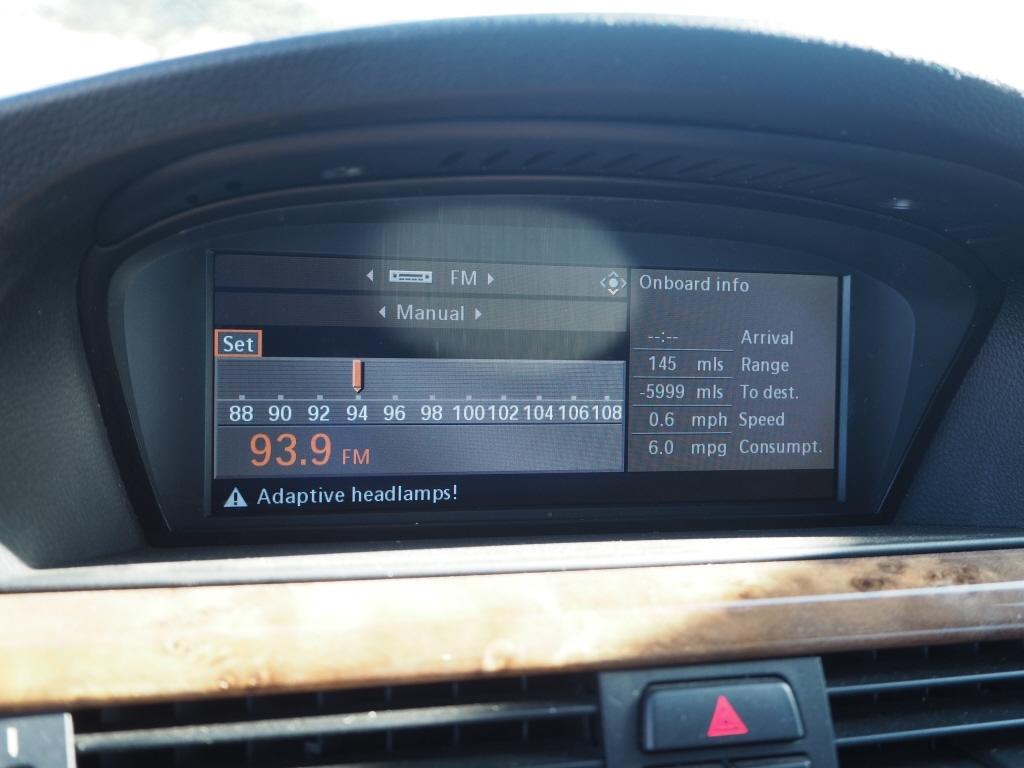 FM
Manual
Set
88 90 92 94 96 98 100 102 104 106 108
93.9 FM
Adaptive headlamps!
Onboard info
--:-- Arrival
145 mls Range
-5999 mls To dest.
0.6 mph Speed
6.0 mpg Consumpt.